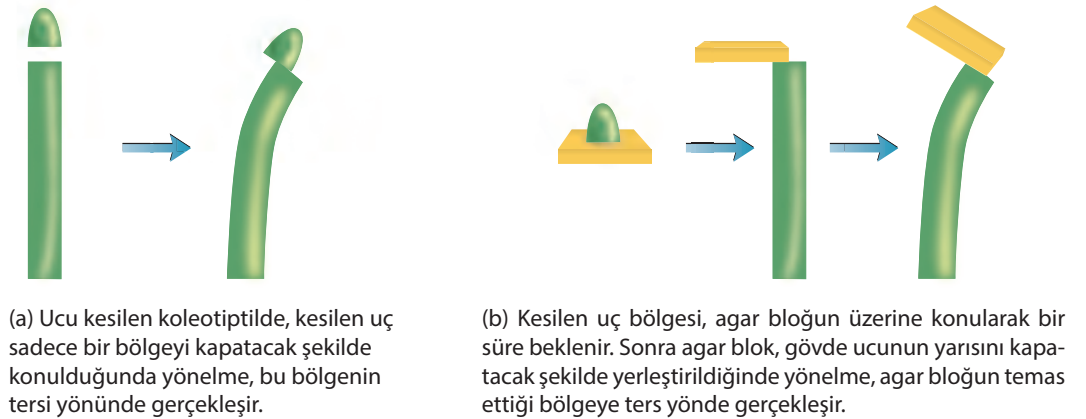 (a) Ucu kesilen koleotiptilde, kesilen uç
sadece bir bölgeyi kapatacak şekilde
konulduğunda yönelme, bu bölgenin
tersi yönünde gerçekleşir.
(b) Kesilen uç bölgesi, agar bloğun üzerine konularak bir
süre beklenir. Sonra agar blok, gövde ucunun yarısını kapa-
tacak şekilde yerleştirildiğinde yönelme, agar bloğun temas
ettiği bölgeye ters yönde gerçekleşir.